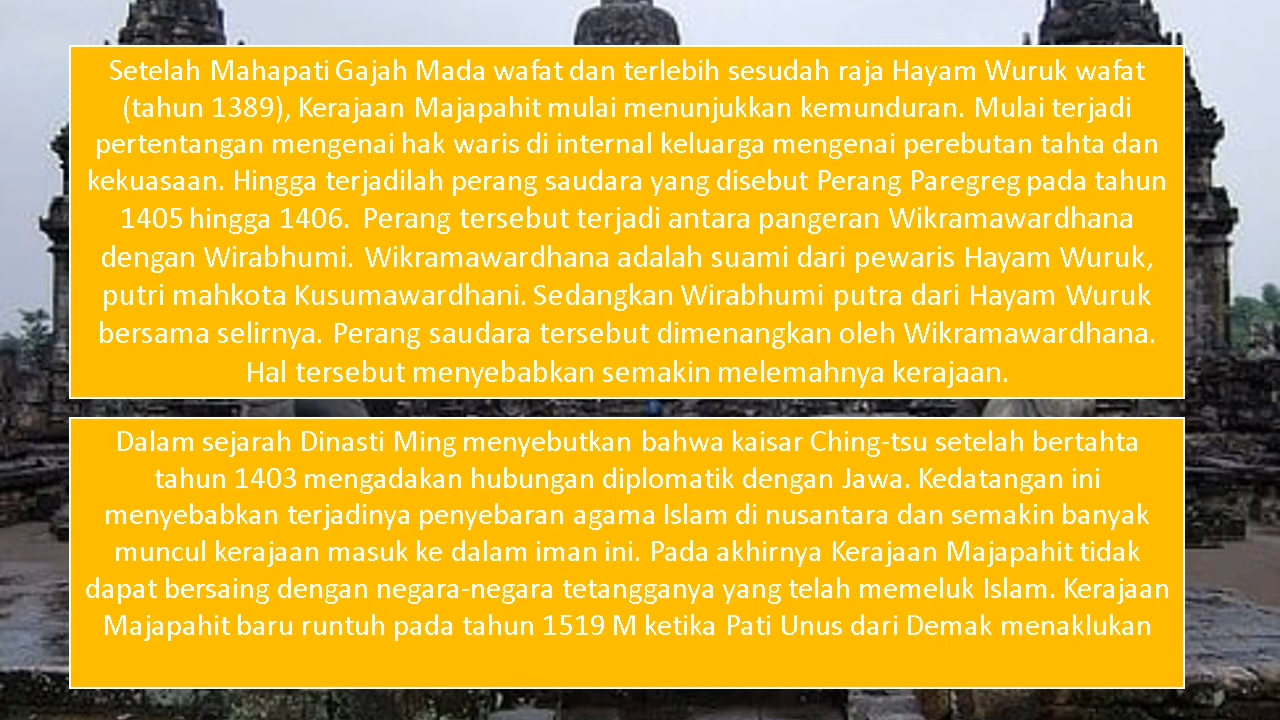 Setelah Mahapati Gajah Mada wafat dan terlebih sesudah raja Hayam Wuruk wafat
(tahun 1389), Kerajaan Majapahit mulai menunjukkan kemunduran. Mulai terjadi
pertentangan mengenai hak waris di internal keluarga mengenai perebutan tahta dan
kekuasaan. Hingga terjadilah perang saudara yang disebut Perang Paregreg pada tahun
1405 hingga 1406. Perang tersebut terjadi antara pangeran Wikramawardhana
dengan Wirabhumi. Wikramawardhana adalah suami dari pewaris Hayam Wuruk,
putri mahkota Kusumawardhani. Sedangkan Wirabhumi putra dari Hayam Wuruk
bersama selirnya. Perang saudara tersebut dimenangkan oleh Wikramawardhana.
Hal tersebut menyebabkan semakin melemahnya kerajaan.
Dalam sejarah Dinasti Ming menyebutkan bahwa kaisar Ching-tsu setelah bertahta
tahun 1403 mengadakan hubungan diplomatik dengan Jawa. Kedatangan ini
menyebabkan terjadinya penyebaran agama Islam di nusantara dan semakin banyak
muncul kerajaan masuk ke dalam iman ini. Pada akhirnya Kerajaan Majapahit tidak
dapat bersaing dengan negara-negara tetangganya yang telah memeluk Islam. Kerajaan
Majapahit baru runtuh pada tahun 1519 M ketika Pati Unus dari Demak menaklukan